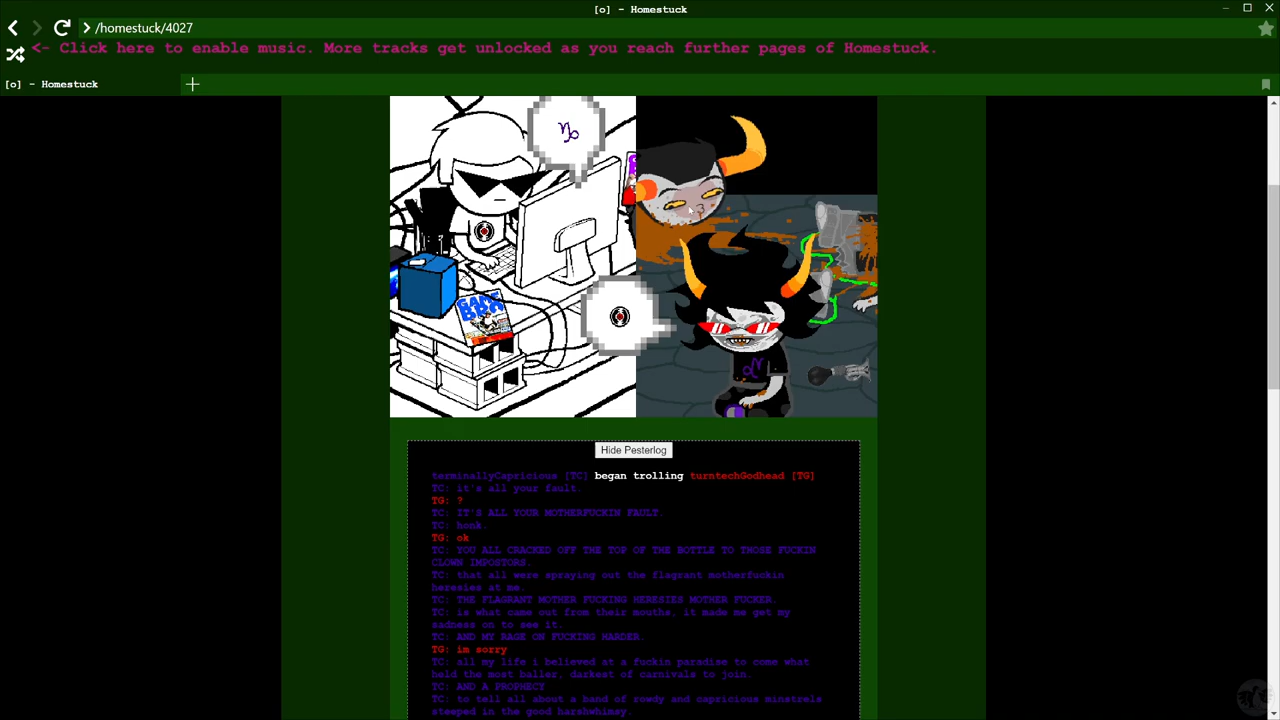 [o] - Homestuck
/homestuck/4027
<- Click here to enable music. More tracks get unlocked as you reach further pages of Homestuck.
[o] - Homestuck
GAME
BRO
Hide Pesterlog
terminallyCapricious [TC] began trolling turntechGodhead [TG]
TC: it's all your fault.
TG: ?
TC: IT'S ALL YOUR MOTHERFUCKIN FAULT.
TC: honk.
TG: ok
TC: YOU ALL CRACKED OFF THE TOP OF THE BOTTLE TO THOSE FUCKIN
CLOWN IMPOSTORS.
TC: that all were spraying out the flagrant motherfuckin
heresies at me.
TC: THE FLAGRANT MOTHER FUCKING HERESIES MOTHER FUCKER.
TC: is what came out from their mouths, it made me get my
sadness on to see it.
TC: AND MY RAGE ON FUCKING HARDER.
TG: im sorry
TC: all my life i believed at a fuckin paradise to come what
held the most baller, darkest of carnivals to join.
TC: AND A PROPHECY
TC: to tell all about a band of rowdy and capricious minstrels
steeped in the good harshwhimsy.